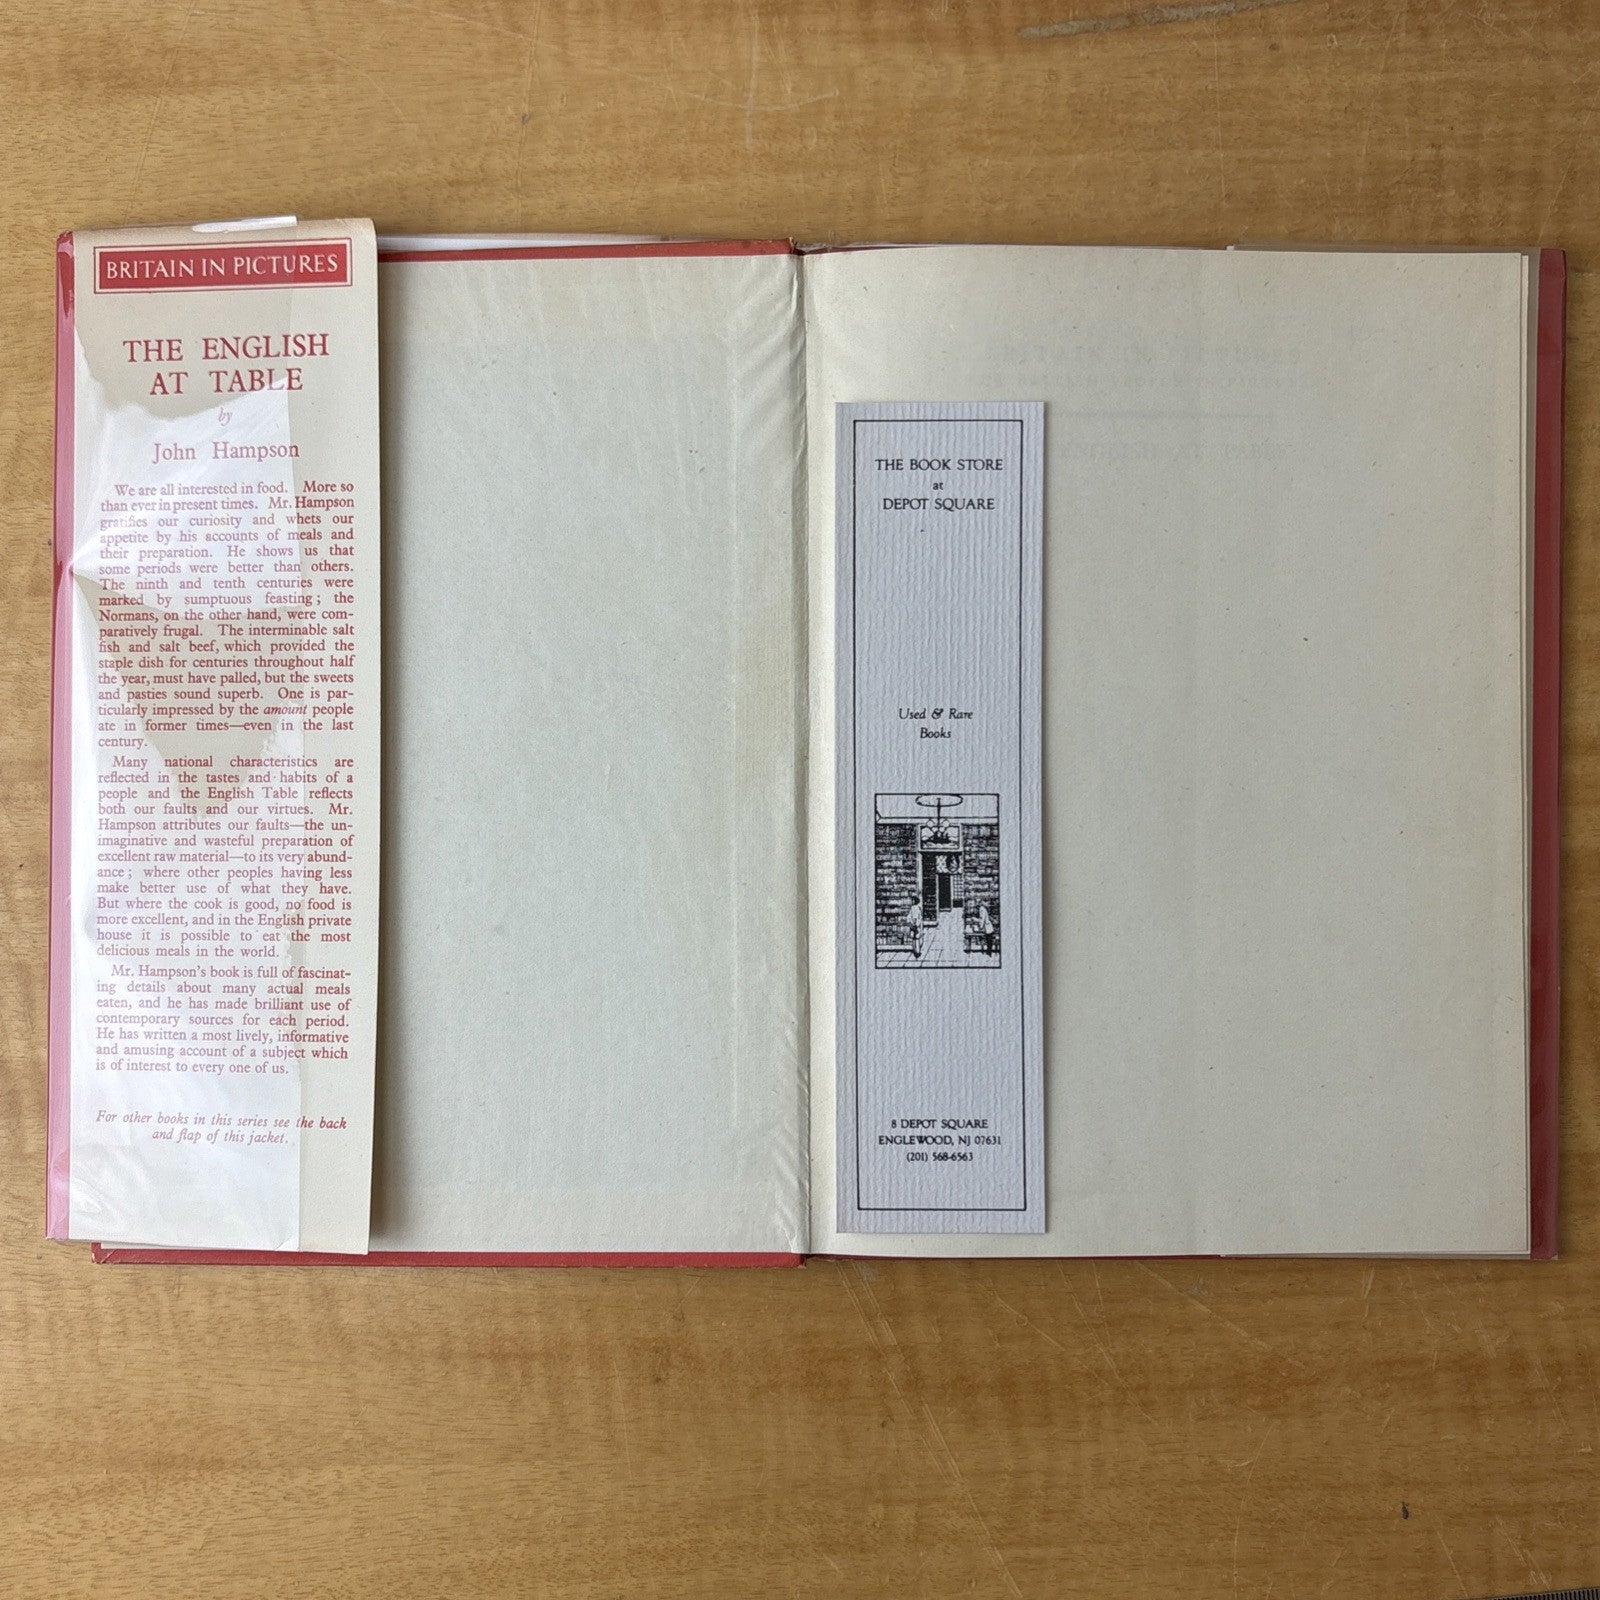 BRITAIN IN PICTURES
THE ENGLISH
AT TABLE
by
John Hampson
We are all interested in food. More so
than ever in present times. Mr. Hampson
gratifies our curiosity and whets our
appetite by his accounts of meals and
their preparation. He shows us that
some periods were better than others.
The ninth and tenth centuries were
marked by sumptuous feasting; the
Normans, on the other hand, were com-
paratively frugal. The interminable salt
fish and salt beef, which provided the
staple dish for centuries throughout half
the year, must have palled, but the sweets
and pasties sound superb. One is par-
ticularly impressed by the amount people
ate in former times—even in the last
century.
Many national characteristics are
reflected in the tastes and habits of a
people and the English Table reflects
both our faults and our virtues. Mr.
Hampson attributes our faults—the un-
imaginative and wasteful preparation of
excellent raw material—to its very abund-
ance; where other peoples having less
make better use of what they have.
But where the cook is good, no food is
more excellent, and in the English private
house it is possible to eat the most
delicious meals in the world.
Mr. Hampson's book is full of fascinat-
ing details about many actual meals
eaten, and he has made brilliant use of
contemporary sources for each period.
He has written a most lively, informative
and amusing account of a subject which
is of interest to every one of us.
For other books in this series see the back
and flap of this jacket.
THE BOOK STORE
at
DEPOT SQUARE
Used & Rare
Books
8 DEPOT SQUARE
ENGLEWOOD, NJ 07631
(201) 568-6563